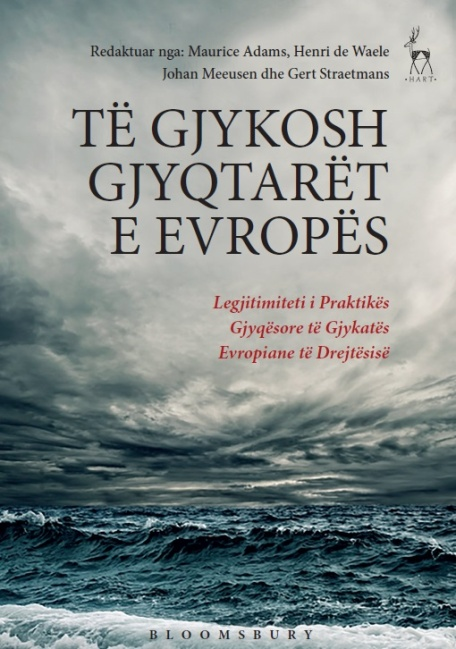 Redaktuar nga: Maurice Adams, Henri de Waele
Johan Meeusen dhe Gert Straetmans
•HART•
TË GJYKOSH
GJYQTARËT
E EVROPËS
Legjitimiteti i Praktikës
Gjyqësore të Gjykatës
Evropiane të Drejtësisë
BLOOMSBURY